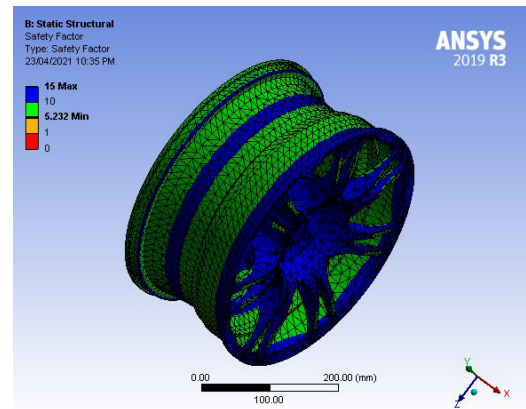 B: Static Structural
Safety Factor
Type: Safety Factor
23/04/2021 10:35 PM
ANSYS
2019 R3
15 Max
10
5.232 Min
1
0
0.00
200.00 (mm)
100.00
Y
X
Z